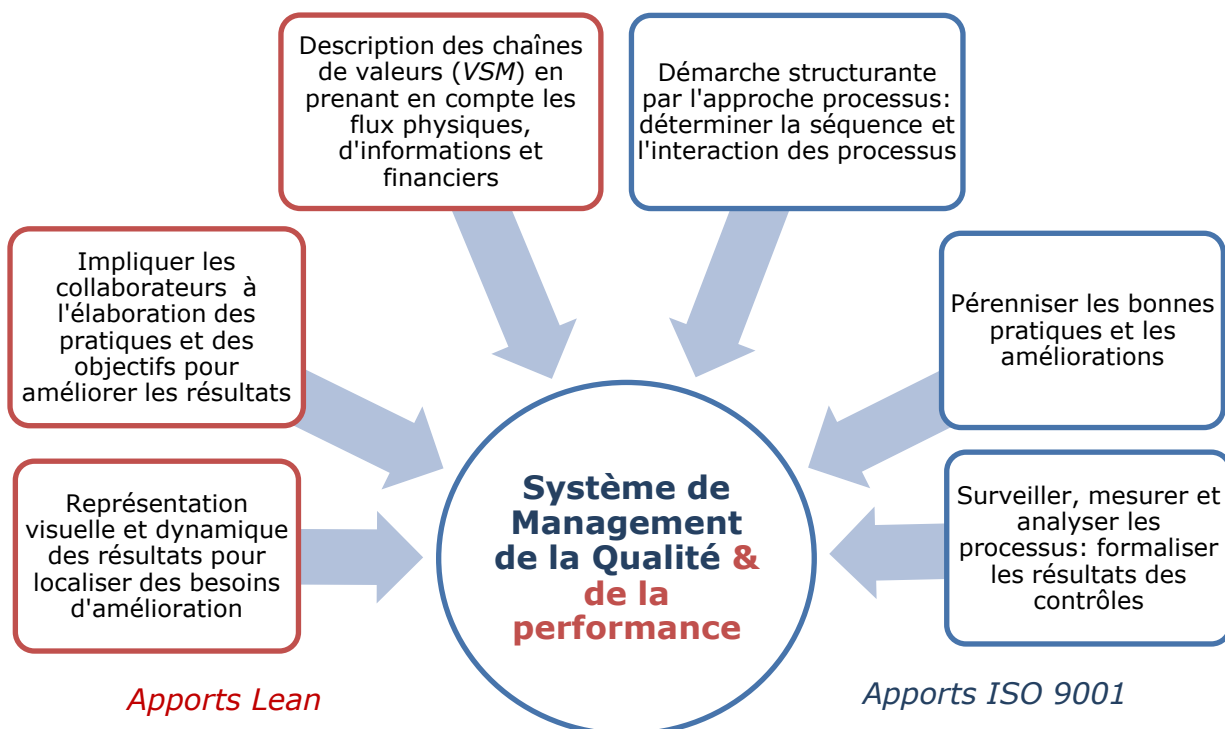 Description des chaînes
de valeurs (VSM) en
prenant en compte les
flux physiques,
d'informations et
financiers
Démarche structurante
par l'approche processus:
déterminer la séquence et
l'interaction des processus
Impliquer les
collaborateurs à
l'élaboration des
pratiques et des
objectifs pour
améliorer les résultats
Pérenniser les bonnes
pratiques et les
améliorations
Représentation
visuelle et dynamique
des résultats pour
localiser des besoins
d'amélioration
Système de
Management
de la Qualité &
de la
performance
Surveiller, mesurer et
analyser les
processus: formaliser
les résultats des
contrôles
Apports Lean
Apports ISO 9001